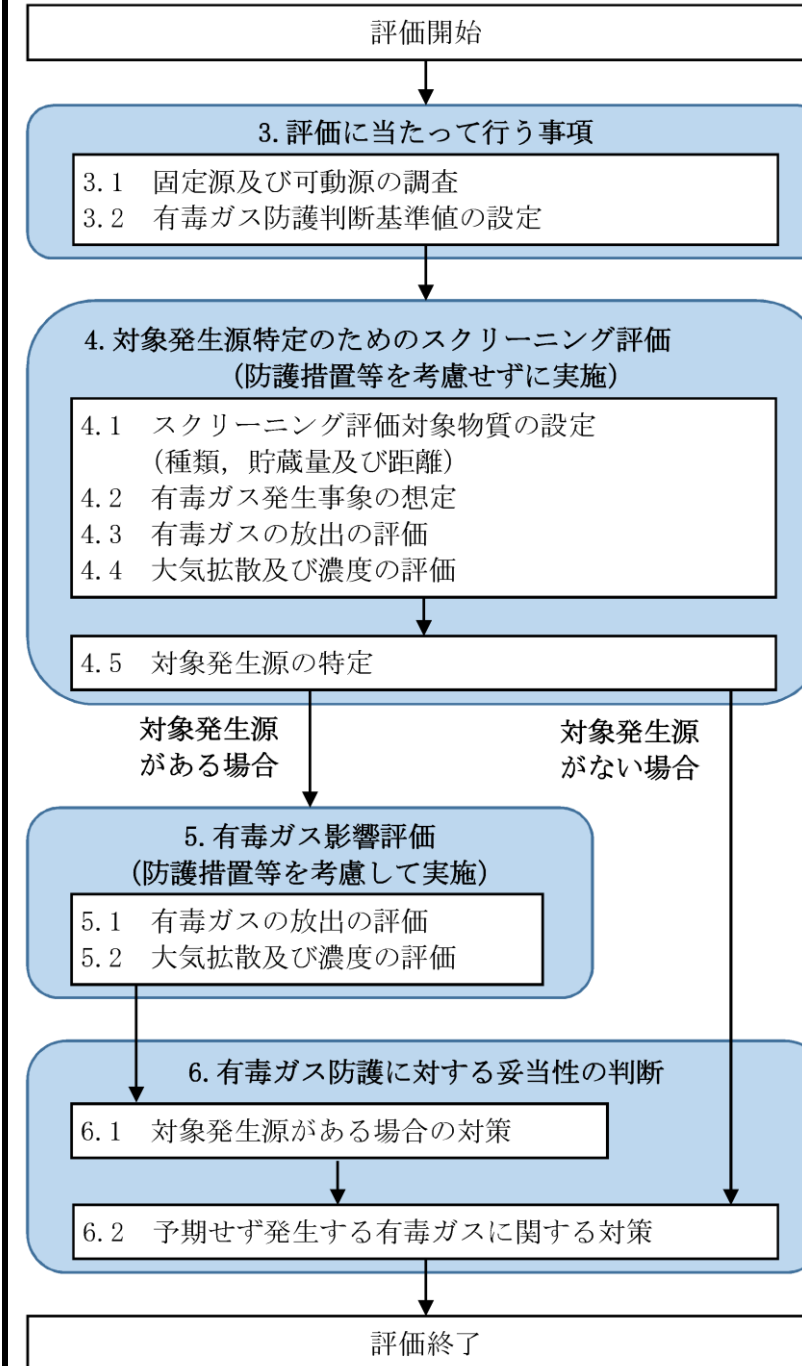 評価開始
3.評価に当たって行う事項
3.1 固定源及び可動源の調査
3.2 有毒ガス防護判断基準値の設定
4.対象発生源特定のためのスクリーニング評価
(防護措置等を考慮せずに実施)
4.1 スクリーニング評価対象物質の設定
(種類，貯蔵量及び距離)
4.2 有毒ガス発生事象の想定
4.3 有毒ガスの放出の評価
4.4 大気拡散及び濃度の評価
4.5 対象発生源の特定
対象発生源
がある場合
対象発生源
がない場合
5.有毒ガス影響評価
(防護措置等を考慮して実施)
5.1 有毒ガスの放出の評価
5.2 大気拡散及び濃度の評価
6.有毒ガス防護に対する妥当性の判断
6.1 対象発生源がある場合の対策
6.2 予期せず発生する有毒ガスに関する対策
評価終了